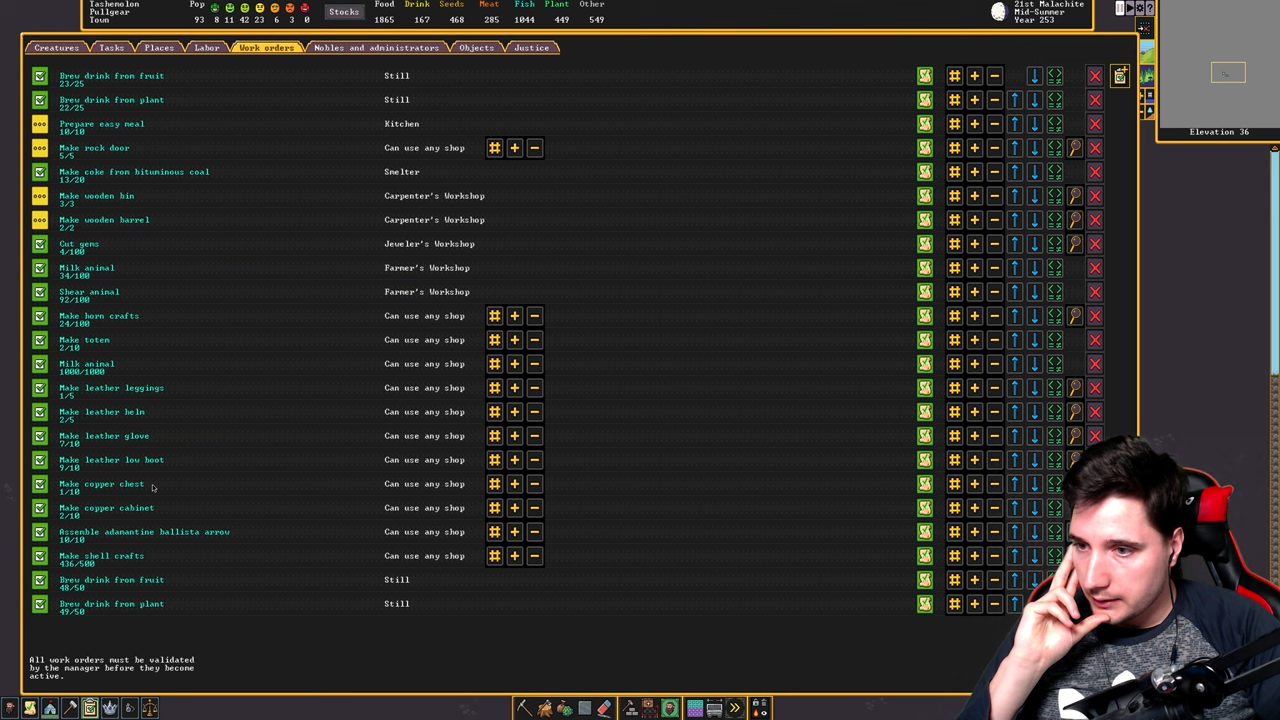 Tashemolon
Pullgear
Town
Pop
93 8 11 42 23 6 3 0
Stocks
Food Drink Seeds Meat Fish Plant Other
1865 167 468 285 1044 449 549
21st Malachite
Mid-Summer
Year 253
Creatures Tasks Places Labor Work orders Nobles and administrators Objects Justice
Elevation 36
Brew drink from fruit Still
23/25
Brew drink from plant Still
22/25
Prepare easy meal Kitchen
10/10
Make rock door Can use any shop
5/5
Make coke from bituminous coal Smelter
13/20
Make wooden bin Carpenter's Workshop
3/3
Make wooden barrel Carpenter's Workshop
2/2
Cut gems Jeweler's Workshop
4/100
Milk animal Farmer's Workshop
34/100
Shear animal Farmer's Workshop
92/100
Make horn crafts Can use any shop
24/100
Make totem Can use any shop
2/10
Milk animal Can use any shop
1000/1000
Make leather leggings Can use any shop
1/5
Make leather helm Can use any shop
2/5
Make leather glove Can use any shop
7/10
Make leather low boot Can use any shop
9/10
Make copper chest Can use any shop
1/10
Make copper cabinet Can use any shop
2/10
Assemble adamantine ballista arrow Can use any shop
10/10
Make shell crafts Can use any shop
436/500
Brew drink from fruit Still
48/50
Brew drink from plant Still
49/50
All work orders must be validated
by the manager before they become
active.